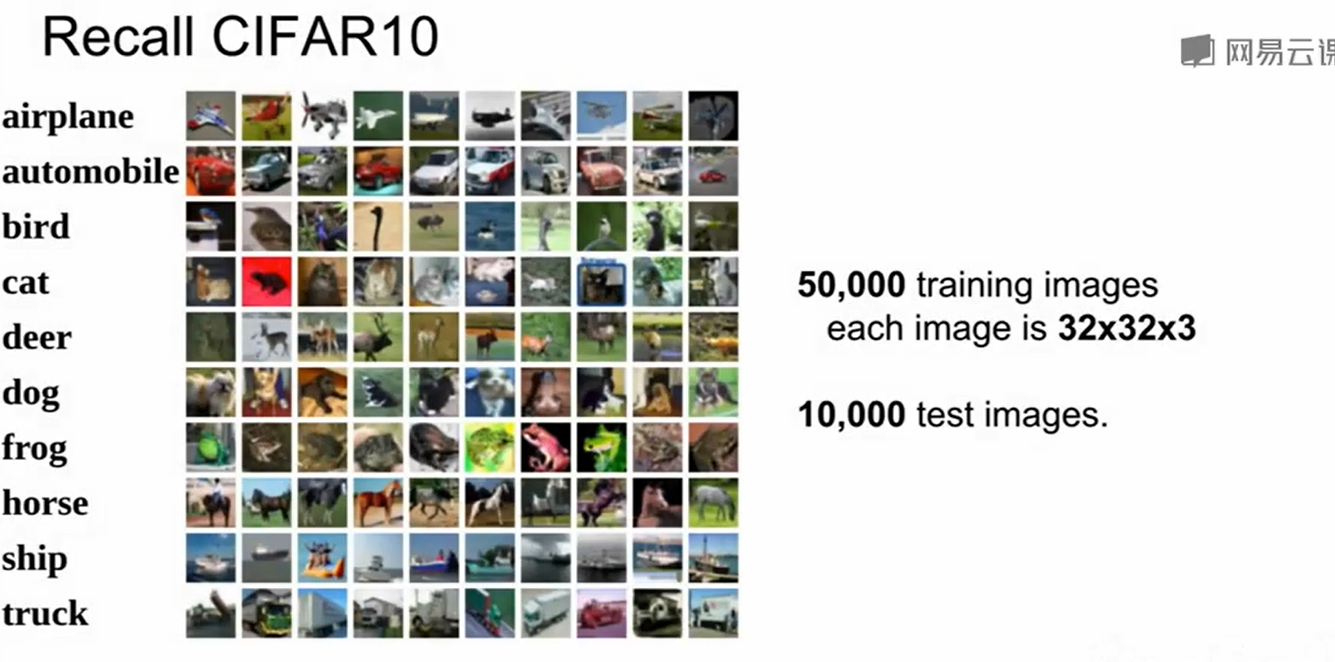 Recall CIFAR10
网易云课
airplane
automobile
bird
cat
deer
dog
frog
horse
ship
truck
50,000 training images
each image is 32x32x3
10,000 test images.